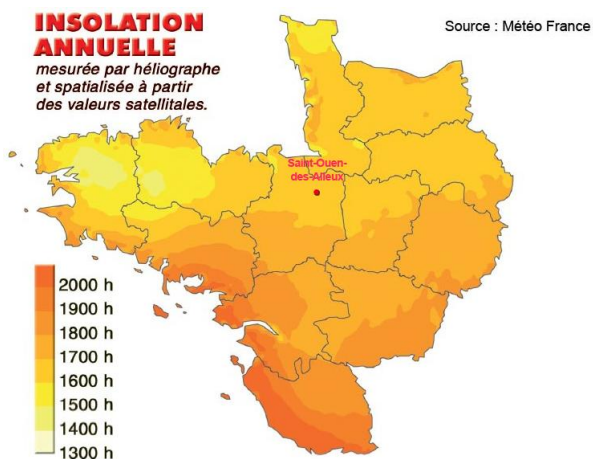 INSOLATION
ANNUELLE
mesurée par héliographe
et spatialisée à partir
des valeurs satellitales.
Source : Météo France
Saint-Ouen-
des-Alleux
2000 h
1900 h
1800 h
1700 h
1600 h
1500 h
1400 h
1300 h